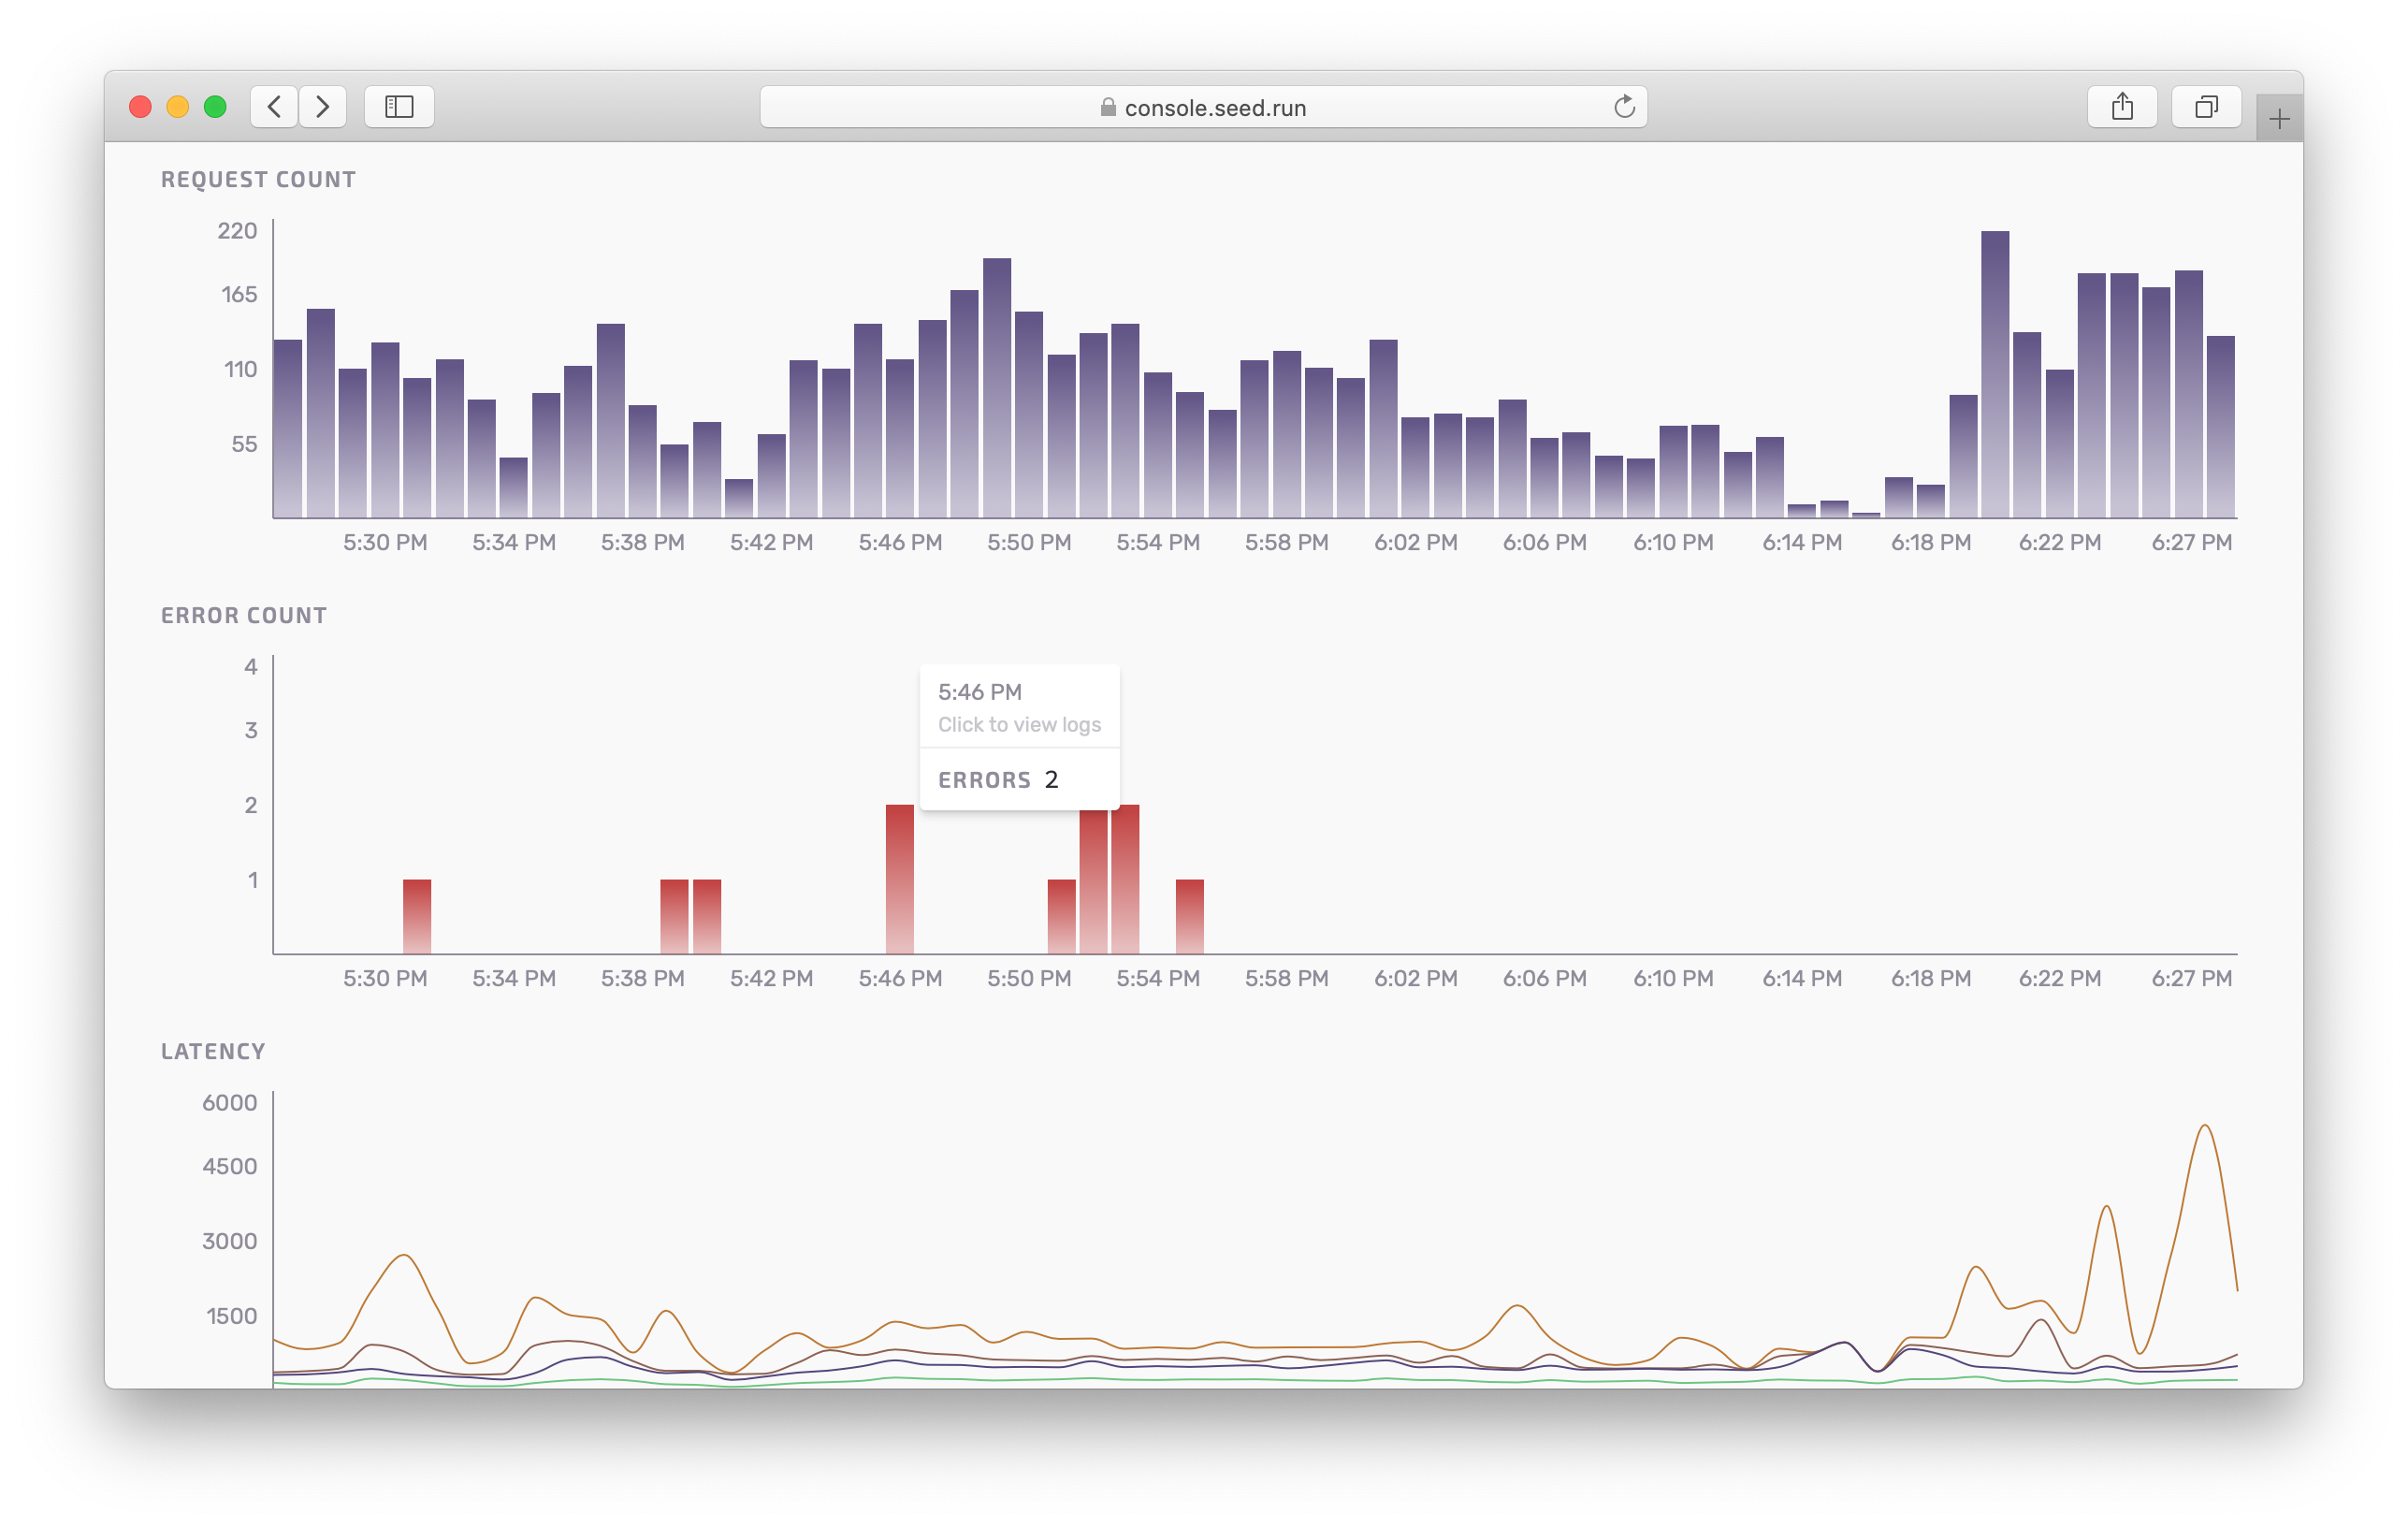 console.seed.run
REQUEST COUNT
220
165
110
55
5:30 PM 5:34 PM 5:38 PM 5:42 PM 5:46 PM 5:50 PM 5:54 PM 5:58 PM 6:02 PM 6:06 PM 6:10 PM 6:14 PM 6:18 PM 6:22 PM 6:27 PM
ERROR COUNT
4
5:46 PM
Click to view logs
3
ERRORS 2
2
1
5:30 PM 5:34 PM 5:38 PM 5:42 PM 5:46 PM 5:50 PM 5:54 PM 5:58 PM 6:02 PM 6:06 PM 6:10 PM 6:14 PM 6:18 PM 6:22 PM 6:27 PM
LATENCY
6000
4500
3000
1500